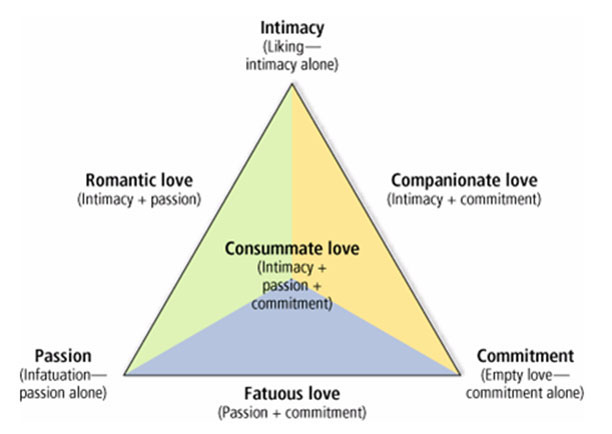 Intimacy
(Liking—
intimacy alone)
Romantic love
(Intimacy + passion)
Companionate love
(Intimacy + commitment)
Consummate love
(Intimacy +
passion +
commitment)
Passion
(Infatuation—
passion alone)
Commitment
(Empty love—
commitment alone)
Fatuous love
(Passion + commitment)